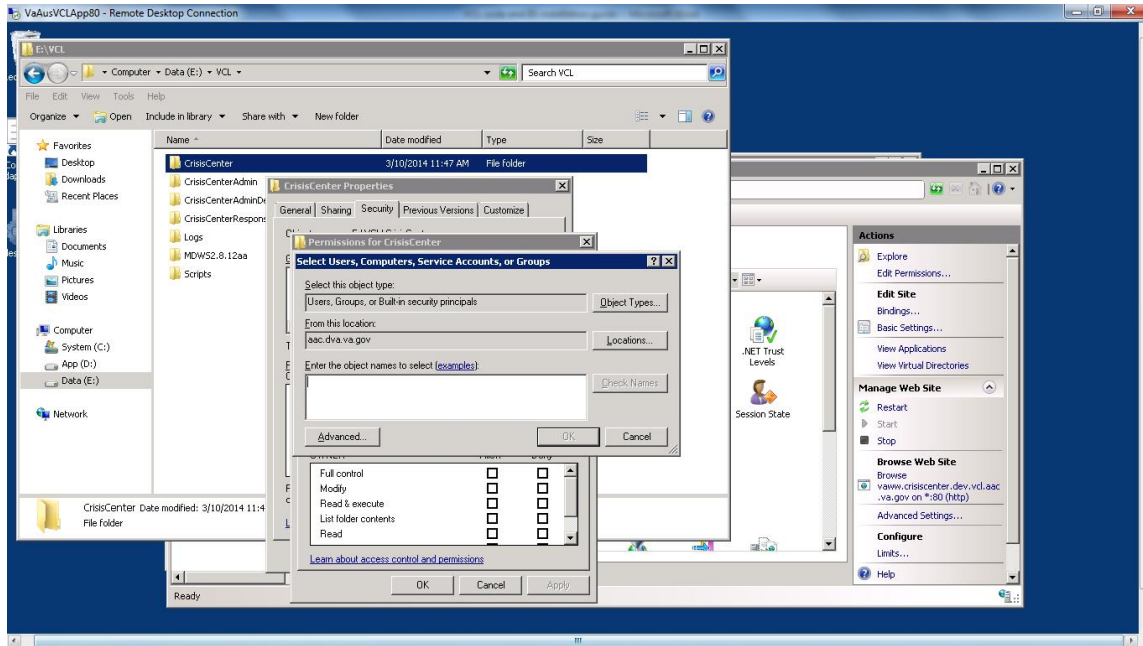 VaAusVCLApp80 - Remote Desktop Connection
E:\VCL
Computer
Data (E:)
VCL
Search VCL
File Edit View Tools Help
Organize Open Include in library Share with New folder
Favorites
Desktop
Downloads
Recent Places
Libraries
Documents
Music
Pictures
Videos
Computer
System (C:)
App (D:)
Data (E:)
Network
Name Date modified Type Size
CrisisCenter 3/10/2014 11:47 AM File folder
CrisisCenterAdmin
CrisisCenterAdminDe
CrisisCenterRespons
Logs
MDWS2.8.12aa
Scripts
CrisisCenter Date modified: 3/10/2014 11:4
File folder
CrisisCenter Properties
General Sharing Security Previous Versions Customize
Permissions for CrisisCenter
Select Users, Computers, Service Accounts, or Groups
Select this object type:
Users, Groups, or Built-in security principals
Object Types...
From this location:
aac.dva.va.gov
Locations...
Enter the object names to select (examples):
Check Names
Advanced...
OK
Cancel
Full control
Modify
Read & execute
List folder contents
Read
Learn about access control and permissions
OK
Cancel
Apply
Ready
.NET Trust
Levels
Session State
Actions
Explore
Edit Permissions...
Edit Site
Bindings...
Basic Settings...
View Applications
View Virtual Directories
Manage Web Site
Restart
Start
Stop
Browse Web Site
Browse
vaww.crisiscenter.dev.vcl.aac
.va.gov on *:80 (http)
Advanced Settings...
Configure
Limits...
Help